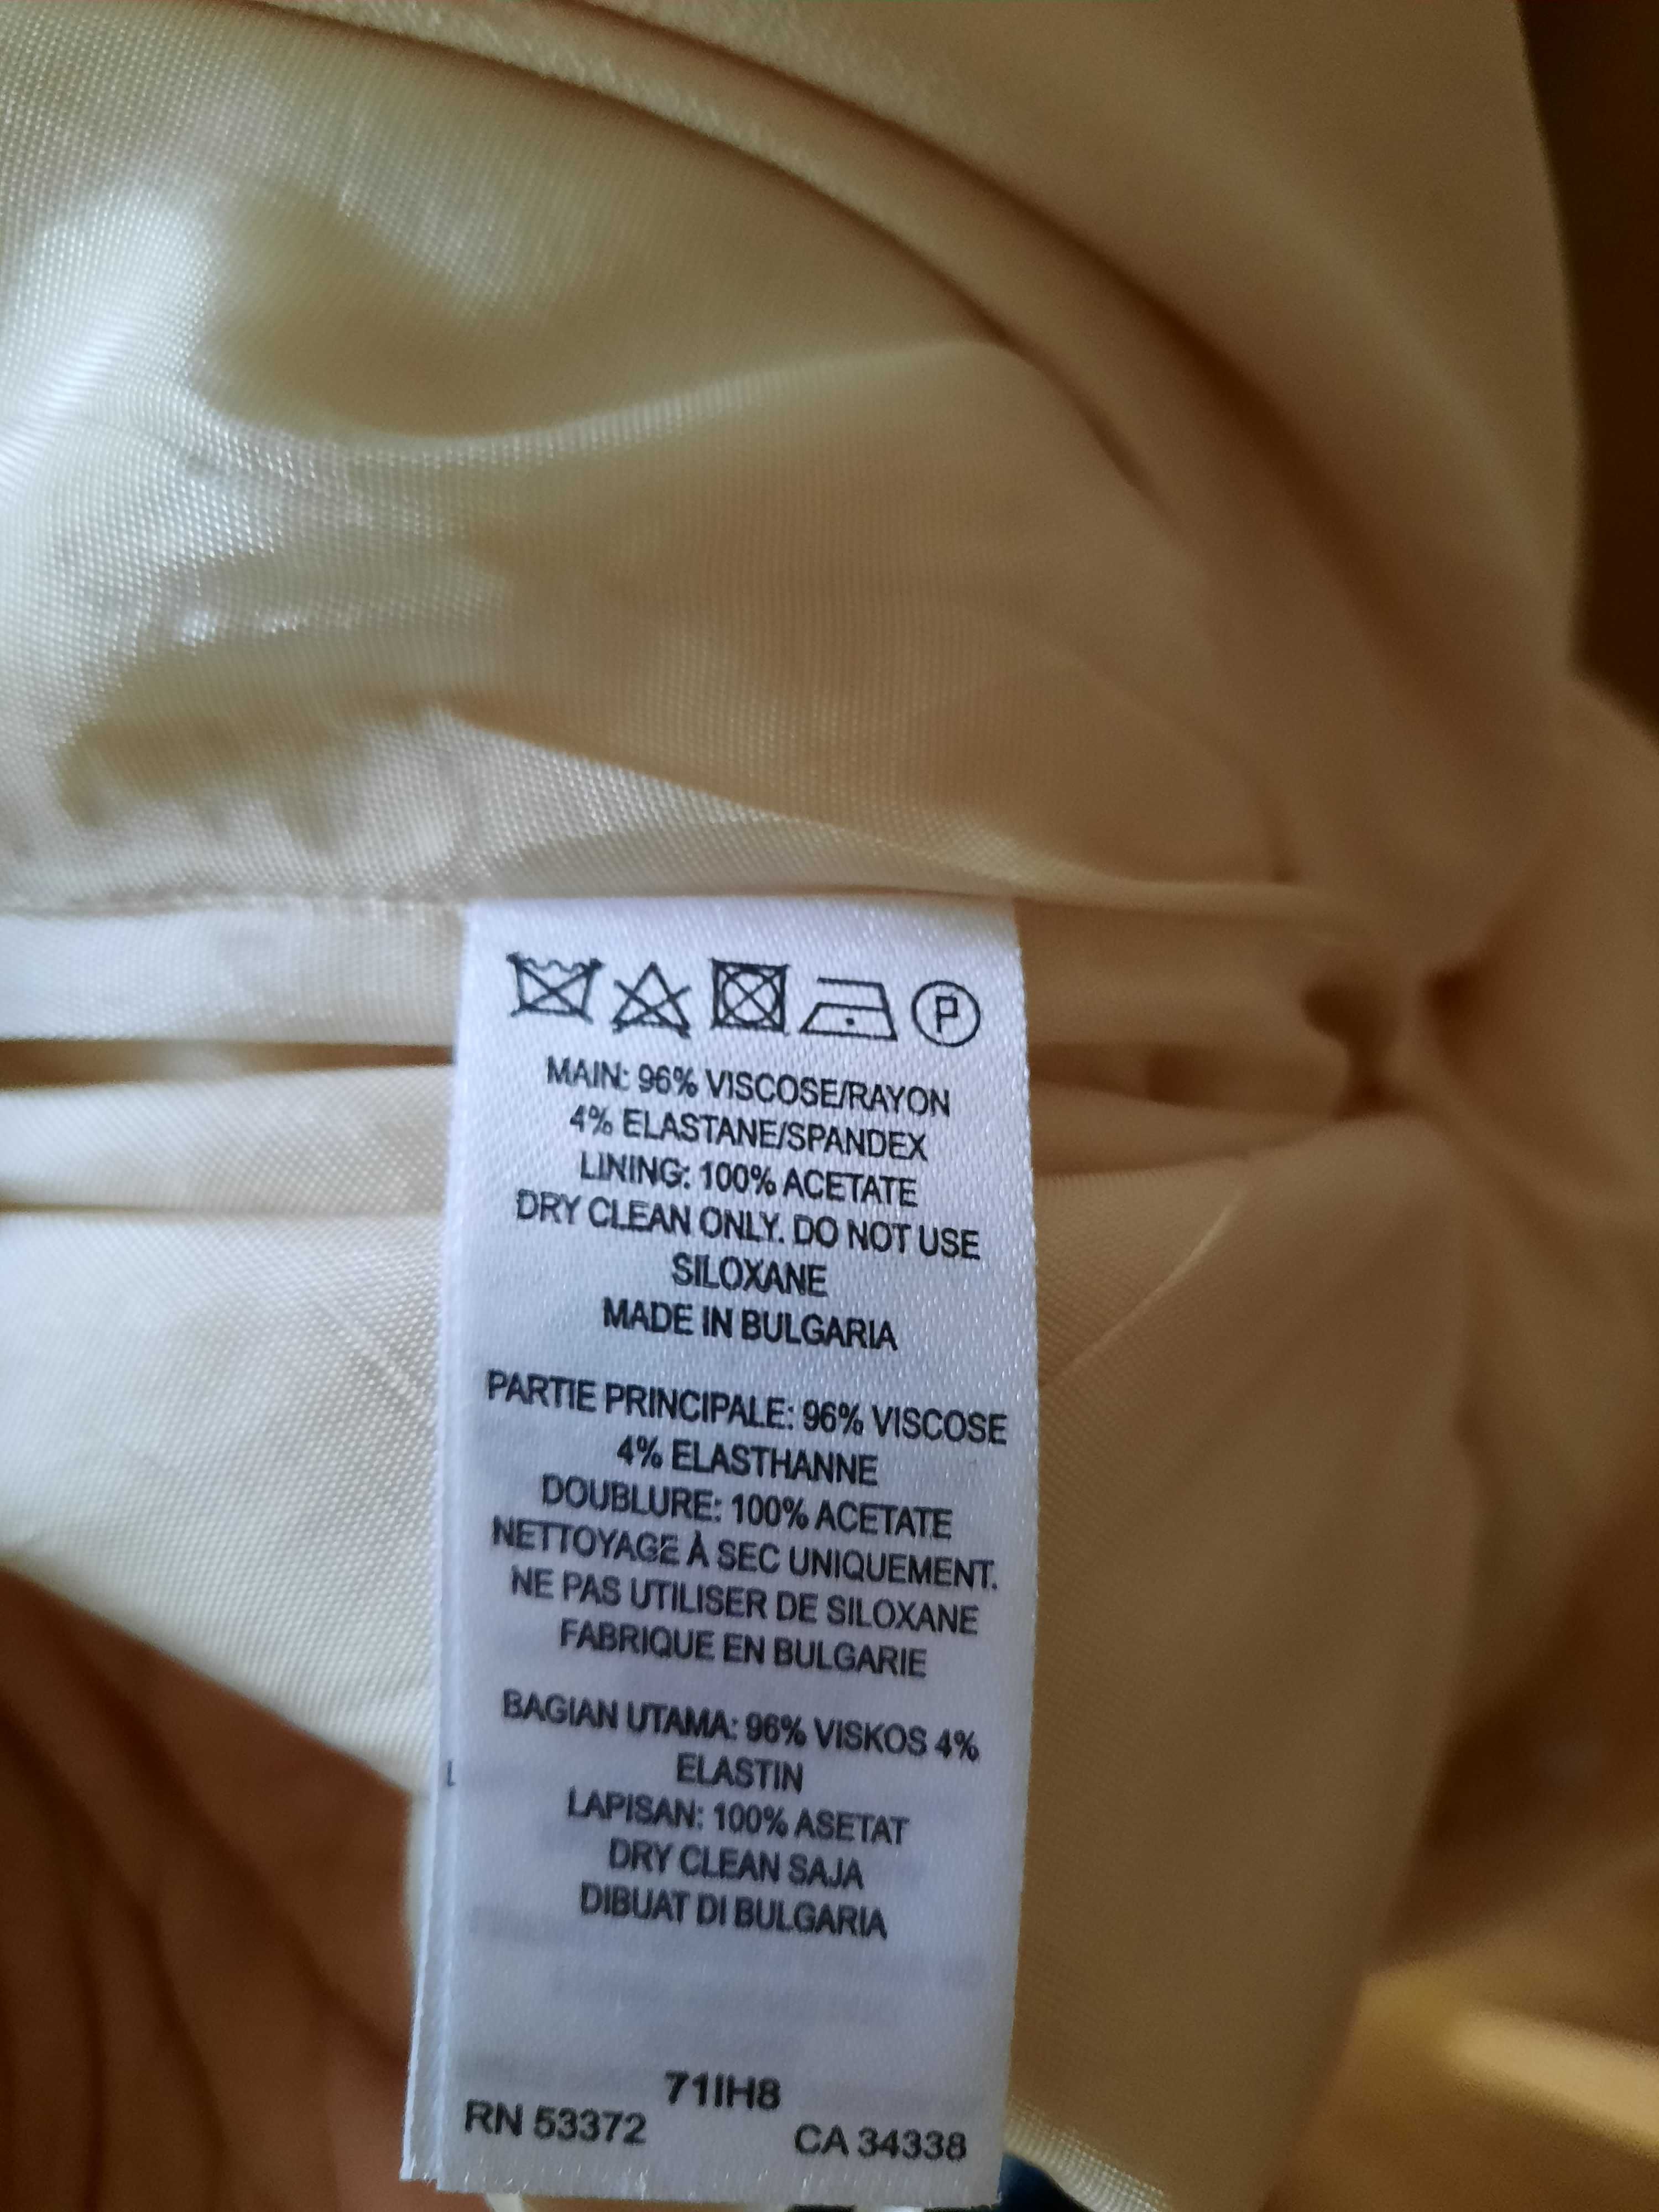 P
MAIN: 96% VISCOSE/RAYON
4% ELASTANE/SPANDEX
LINING: 100% ACETATE
DRY CLEAN ONLY. DO NOT USE
SILOXANE
MADE IN BULGARIA
PARTIE PRINCIPALE: 96% VISCOSE
4% ELASTHANNE
DOUBLURE: 100% ACETATE
NETTOYAGE À SEC UNIQUEMENT.
NE PAS UTILISER DE SILOXANE
FABRIQUE EN BULGARIE
BAGIAN UTAMA: 96% VISKOS 4%
ELASTIN
LAPISAN: 100% ASETAT
DRY CLEAN SAJA
DIBUAT DI BULGARIA
71IH8
RN 53372 CA 34338